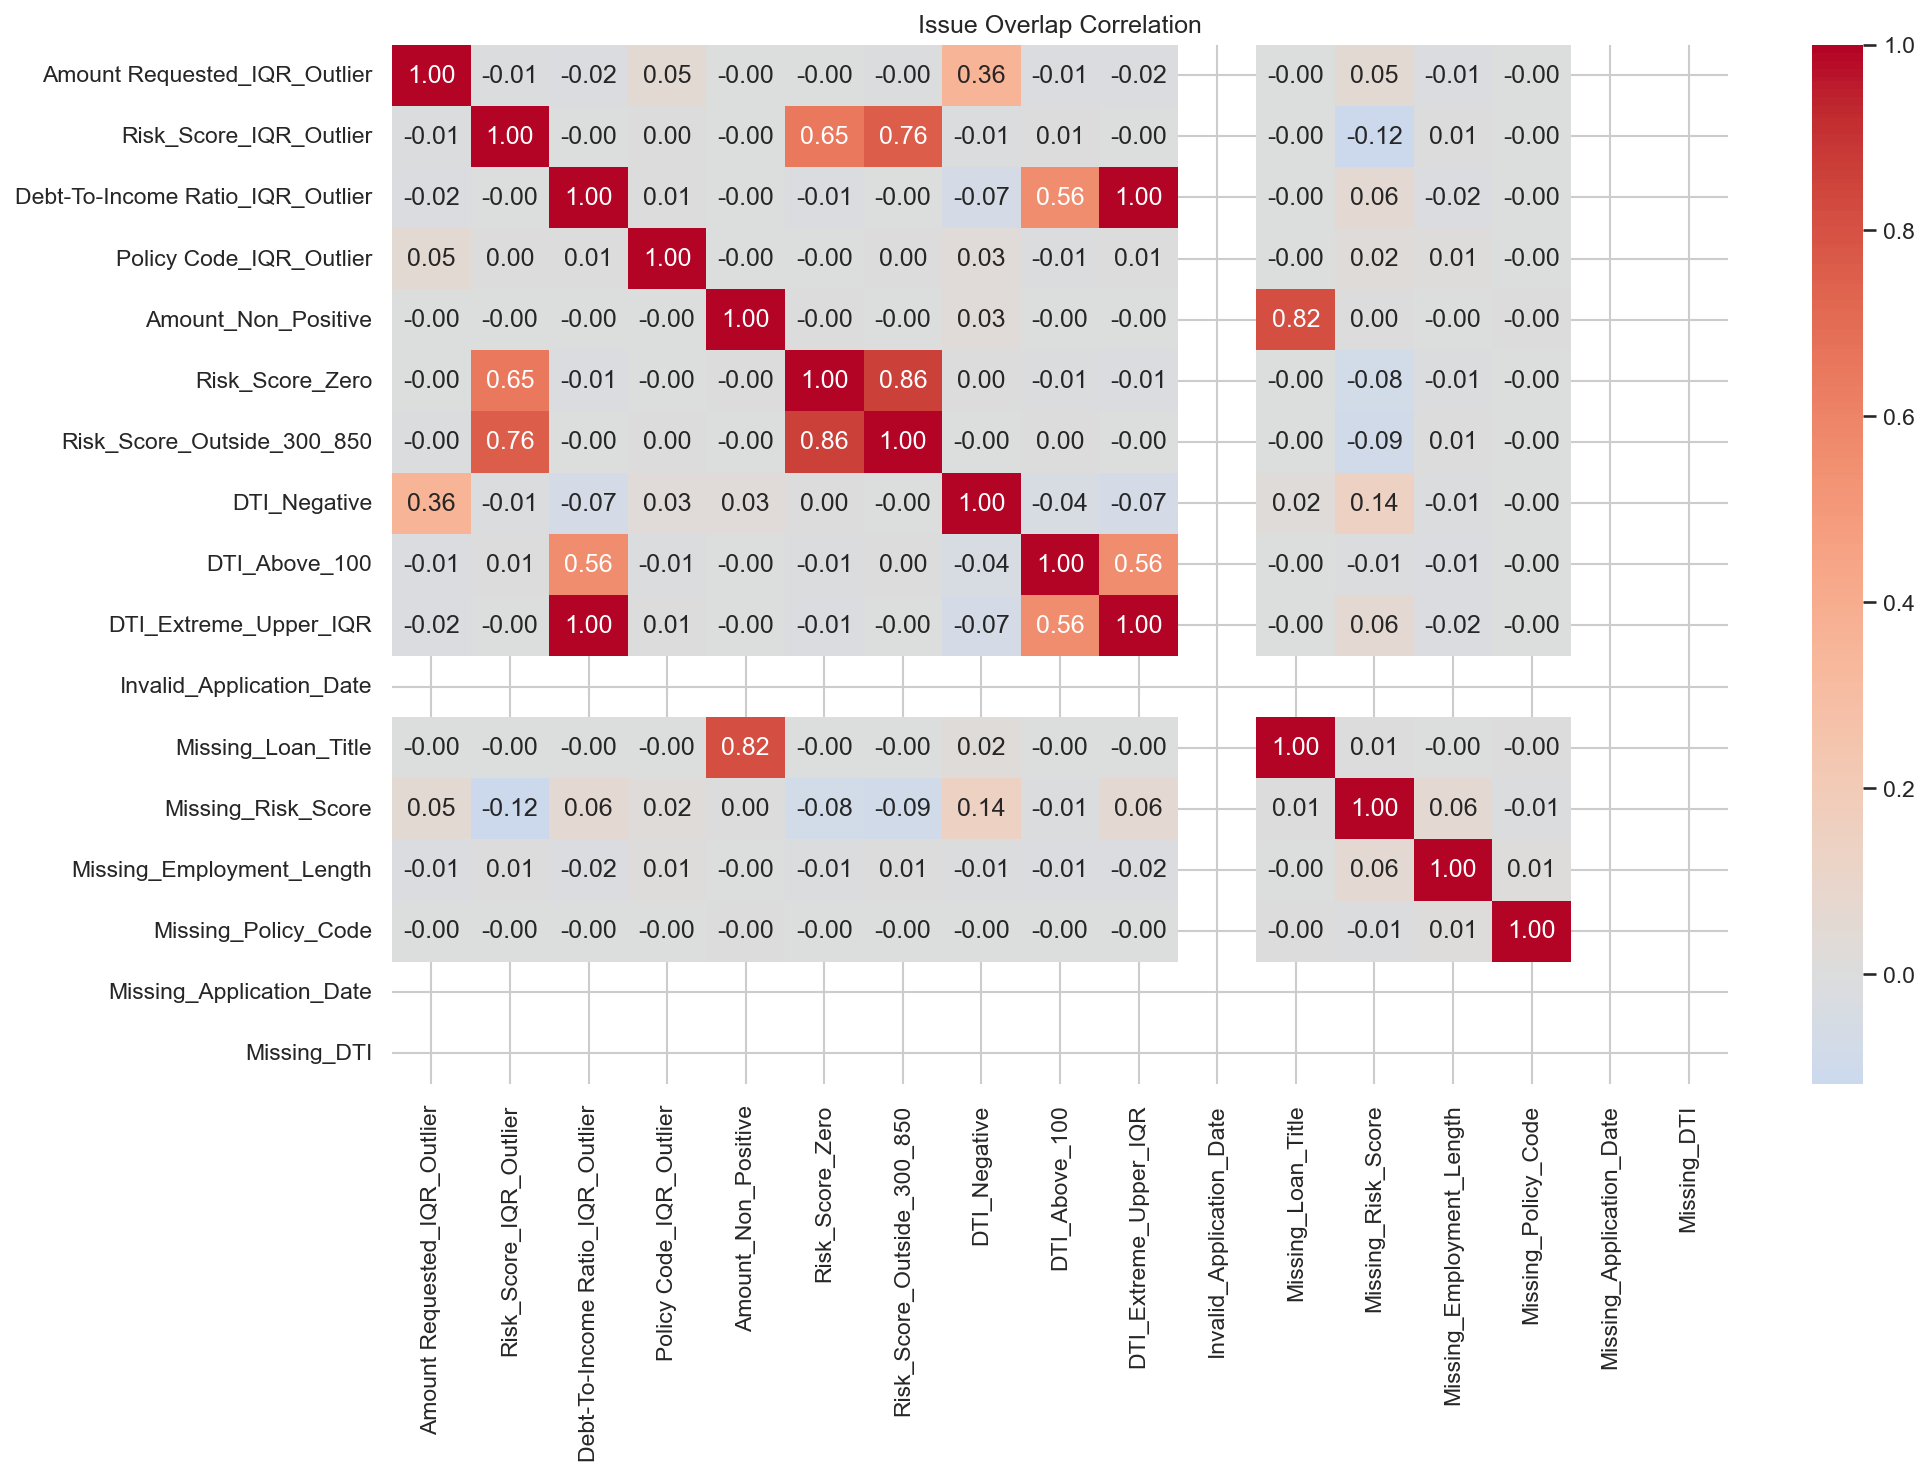 Issue Overlap Correlation
Amount Requested_IQR_Outlier 1.00 -0.01 -0.02 0.05 -0.00 -0.00 -0.00 0.36 -0.01 -0.02 -0.00 0.05 -0.01 -0.00
Risk_Score_IQR_Outlier -0.01 1.00 -0.00 0.00 -0.00 0.65 0.76 -0.01 0.01 -0.00 -0.00 -0.12 0.01 -0.00
Debt-To-Income Ratio_IQR_Outlier -0.02 -0.00 1.00 0.01 -0.00 -0.01 -0.00 -0.07 0.56 1.00 -0.00 0.06 -0.02 -0.00
Policy Code_IQR_Outlier 0.05 0.00 0.01 1.00 -0.00 -0.00 0.00 0.03 -0.01 0.01 -0.00 0.02 0.01 -0.00
Amount_Non_Positive -0.00 -0.00 -0.00 -0.00 1.00 -0.00 -0.00 0.03 -0.00 -0.00 0.82 0.00 -0.00 -0.00
Risk_Score_Zero -0.00 0.65 -0.01 -0.00 -0.00 1.00 0.86 0.00 -0.01 -0.01 -0.00 -0.08 -0.01 -0.00
Risk_Score_Outside_300_850 -0.00 0.76 -0.00 0.00 -0.00 0.86 1.00 -0.00 0.00 -0.00 -0.00 -0.09 0.01 -0.00
DTI_Negative 0.36 -0.01 -0.07 0.03 0.03 0.00 -0.00 1.00 -0.04 -0.07 0.02 0.14 -0.01 -0.00
DTI_Above_100 -0.01 0.01 0.56 -0.01 -0.00 -0.01 0.00 -0.04 1.00 0.56 -0.00 -0.01 -0.01 -0.00
DTI_Extreme_Upper_IQR -0.02 -0.00 1.00 0.01 -0.00 -0.01 -0.00 -0.07 0.56 1.00 -0.00 0.06 -0.02 -0.00
Invalid_Application_Date
Missing_Loan_Title -0.00 -0.00 -0.00 -0.00 0.82 -0.00 -0.00 0.02 -0.00 -0.00 1.00 0.01 -0.00 -0.00
Missing_Risk_Score 0.05 -0.12 0.06 0.02 0.00 -0.08 -0.09 0.14 -0.01 0.06 0.01 1.00 0.06 -0.01
Missing_Employment_Length -0.01 0.01 -0.02 0.01 -0.00 -0.01 0.01 -0.01 -0.01 -0.02 -0.00 0.06 1.00 0.01
Missing_Policy_Code -0.00 -0.00 -0.00 -0.00 -0.00 -0.00 -0.00 -0.00 -0.00 -0.00 -0.00 -0.01 0.01 1.00
Missing_Application_Date
Missing_DTI
Amount Requested_IQR_Outlier
Risk_Score_IQR_Outlier
Debt-To-Income Ratio_IQR_Outlier
Policy Code_IQR_Outlier
Amount_Non_Positive
Risk_Score_Zero
Risk_Score_Outside_300_850
DTI_Negative
DTI_Above_100
DTI_Extreme_Upper_IQR
Invalid_Application_Date
Missing_Loan_Title
Missing_Risk_Score
Missing_Employment_Length
Missing_Policy_Code
Missing_Application_Date
Missing_DTI
1.0
0.8
0.6
0.4
0.2
0.0